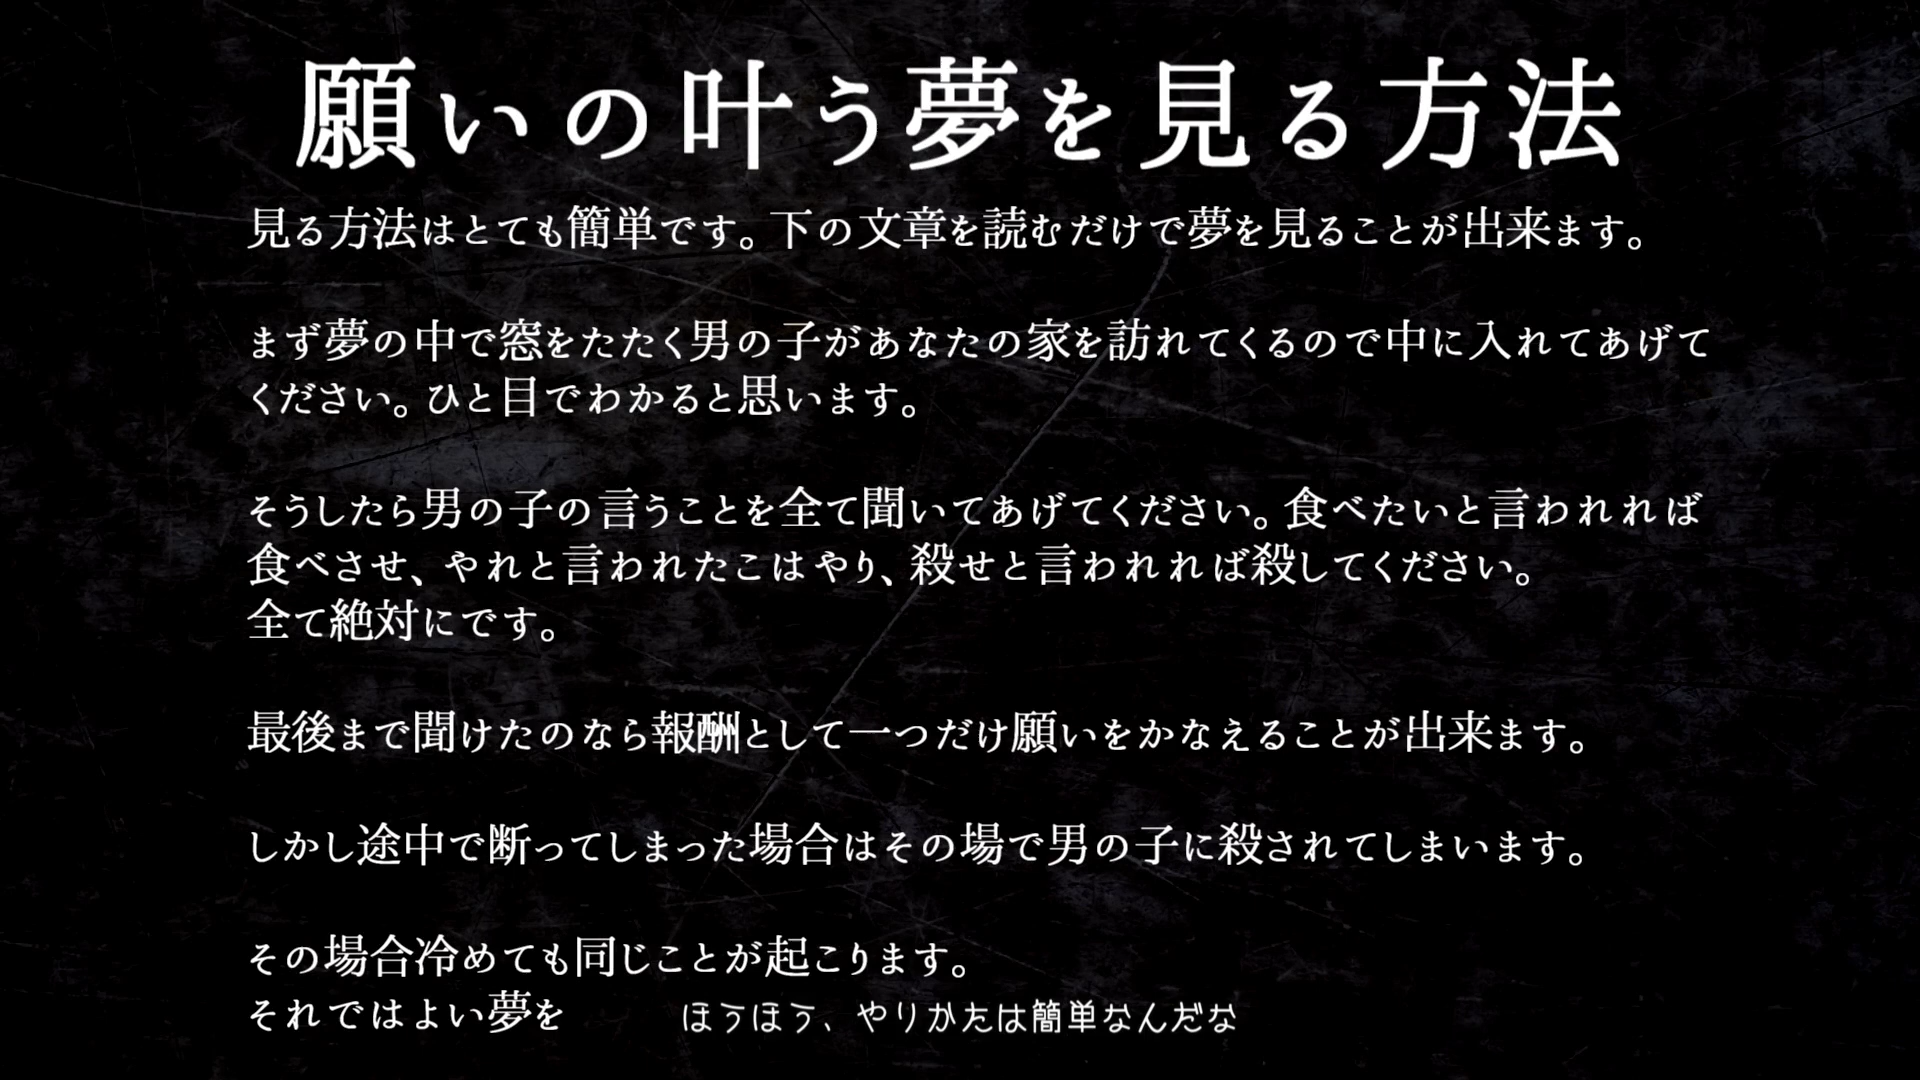 願いの叶う夢を見る方法
見る方法はとても簡単です。下の文章を読むだけで夢を見ることが出来ます。
まず夢の中で窓をたたく男の子があなたの家を訪れてくるので中に入れてあげて
ください。ひと目でわかると思います。
そうしたら男の子の言うことを全て聞いてあげてください。食べたいと言われれば
食べさせ、やれと言われたこはやり、殺せと言われれば殺してください。
全て絶対にです。
最後まで聞けたのなら報酬として一つだけ願いをかなえることが出来ます。
しかし途中で断ってしまった場合はその場で男の子に殺されてしまいます。
その場合冷めても同じことが起こります。
それではよい夢を
ほうほう、やりかたは簡単なんだな